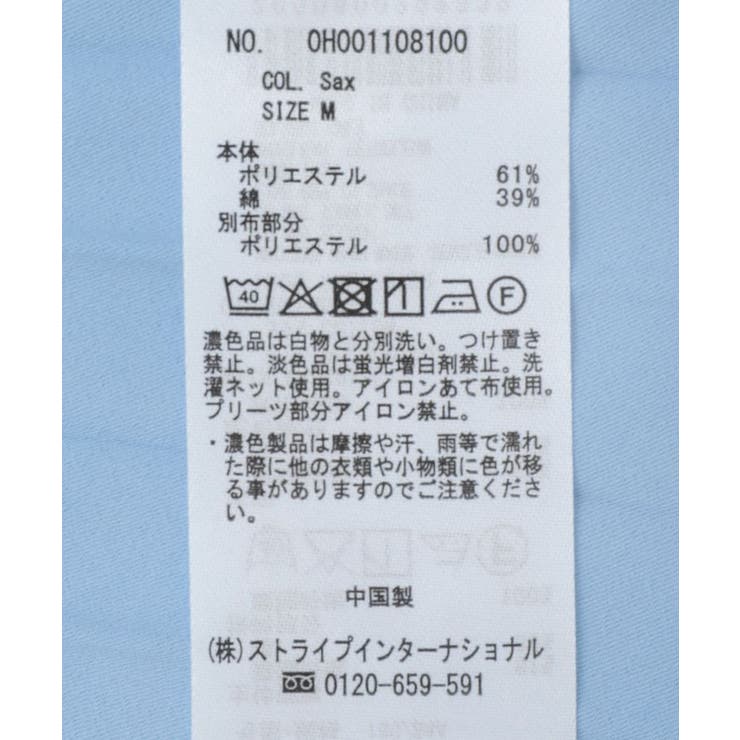 NO. 0H001108100
COL. Sax
SIZE M
本体
ポリエステル 61%
綿 39%
別布部分
ポリエステル 100%
40 F
濃色品は白物と分別洗い。つけ置き
禁止。淡色品は蛍光増白剤禁止。洗
濯ネット使用。アイロンあて布使用。
プリーツ部分アイロン禁止。
・濃色製品は摩擦や汗、雨等で濡れ
た際に他の衣類や小物類に色が移
る事がありますのでご注意くださ
い。
中国製
(株)ストライプインターナショナル
0120-659-591